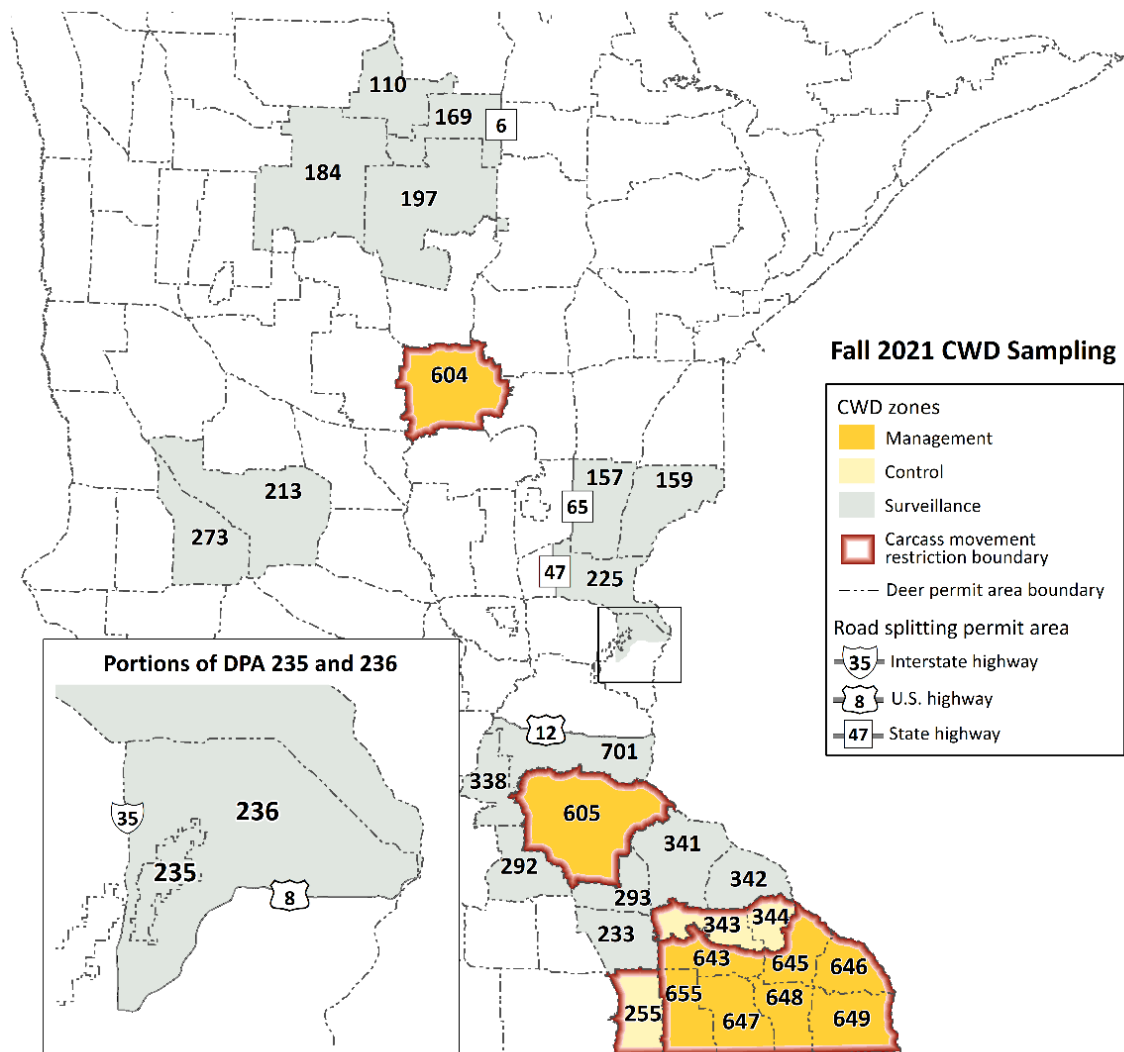 110
169
6
184
197
Fall 2021 CWD Sampling
604
CWD zones
Management
Control
Surveillance
Carcass movement
restriction boundary
Deer permit area boundary
Road splitting permit area
35 Interstate highway
8 U.S. highway
47 State highway
213
273
157
159
65
47
225
Portions of DPA 235 and 236
35
236
235
8
12
701
338
605
341
292
342
293
344
343
233
643
645
646
655
648
255
647
649